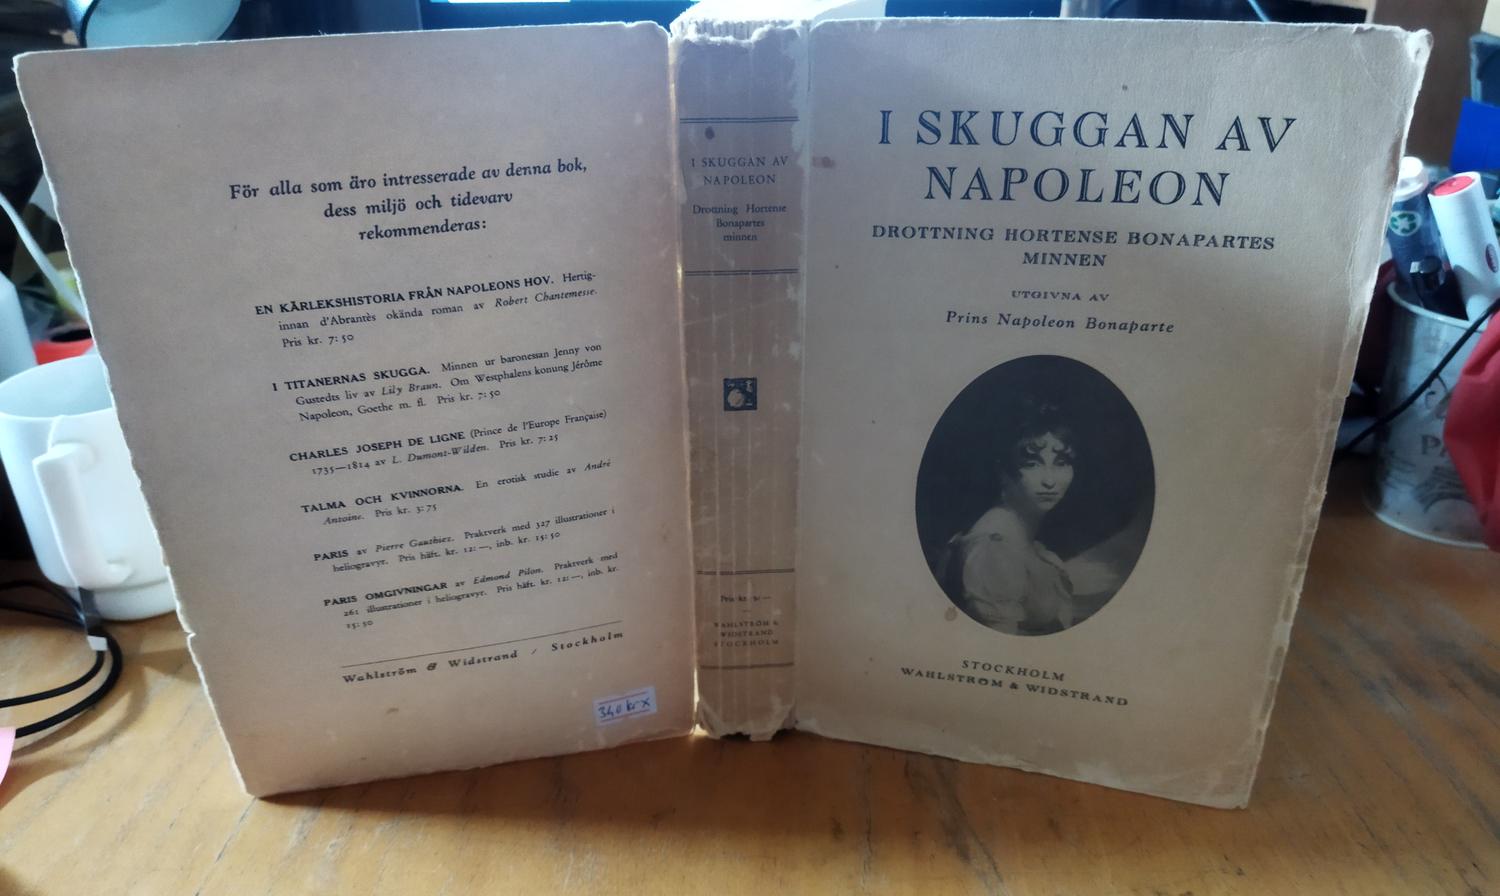 För alla som äro intresserade av denna bok,
dess miljö och tidevarv
rekommenderas:
EN KÄRLEKSHISTORIA FRÅN NAPOLEONS HOV. Hertig-
innan d'Abrantès okända roman av Robert Chantemesse.
Pris kr. 7:50
I TITANERNAS SKUGGA. Minnen ur baronessan Jenny von
Gustedts liv av Lily Braun. Om Westphalens konung Jérôme
Napoleon, Goethe m. fl. Pris kr. 7:50
CHARLES JOSEPH DE LIGNE (Prince de l'Europe Française)
1735—1814 av L. Dumont-Wilden. Pris kr. 7:25
TALMA OCH KVINNORNA. En erotisk studie av André
Antoine. Pris kr. 3:75
PARIS av Pierre Gauthiez. Praktverk med 327 illustrationer i
heliogravyr. Pris häft. kr. 12:—, inb. kr. 15:50
PARIS OMGIVNINGAR av Edmond Pilon. Praktverk med
261 illustrationer i heliogravyr. Pris häft. kr. 12:—, inb. kr.
15:50
Wahlström & Widstrand / Stockholm
340 kr x
I SKUGGAN AV
NAPOLEON
Drottning Hortense
Bonapartes
minnen
Pris kr. 9:—
WAHLSTRÖM &
WIDSTRAND
STOCKHOLM
I SKUGGAN AV
NAPOLEON
DROTTNING HORTENSE BONAPARTES
MINNEN
UTGIVNA AV
Prins Napoleon Bonaparte
STOCKHOLM
WAHLSTRÖM & WIDSTRAND